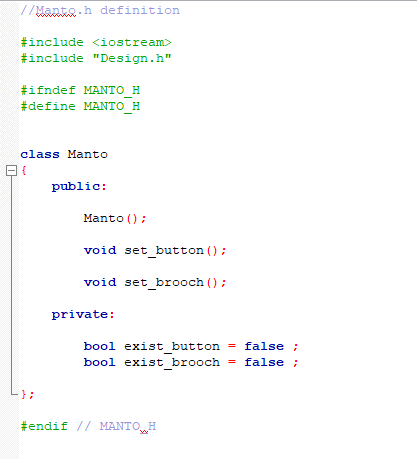 //Manto.h definition
#include <iostream>
#include "Design.h"
#ifndef MANTO_H
#define MANTO_H
class Manto
{
public:
Manto();
void set_button();
void set_brooch();
private:
bool exist_button = false ;
bool exist_brooch = false ;
};
#endif // MANTO_H